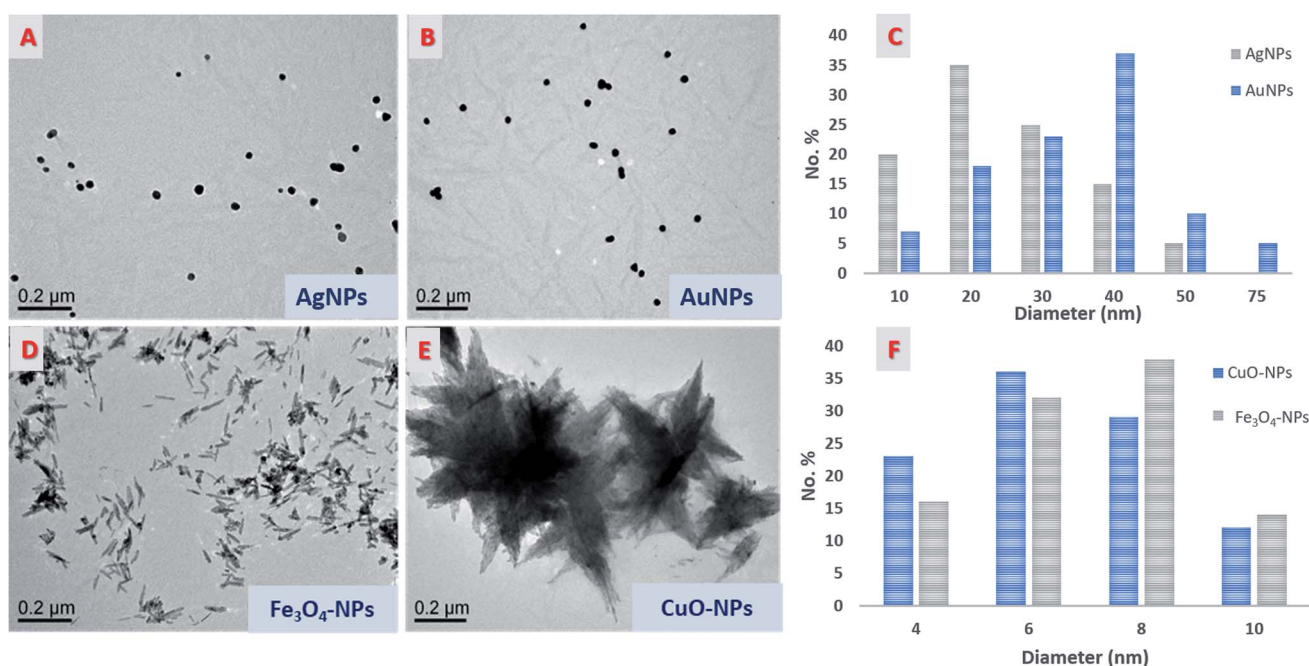 A
0.2 μm
AgNPs
B
0.2 μm
AuNPs
C
AgNPs
AuNPs
No. %
40
35
30
25
20
15
10
5
0
10 20 30 40 50 75
Diameter (nm)
D
0.2 μm
Fe₃O₄-NPs
E
0.2 μm
CuO-NPs
F
CuO-NPs
Fe₃O₄-NPs
No. %
40
35
30
25
20
15
10
5
0
4 6 8 10
Diameter (nm)